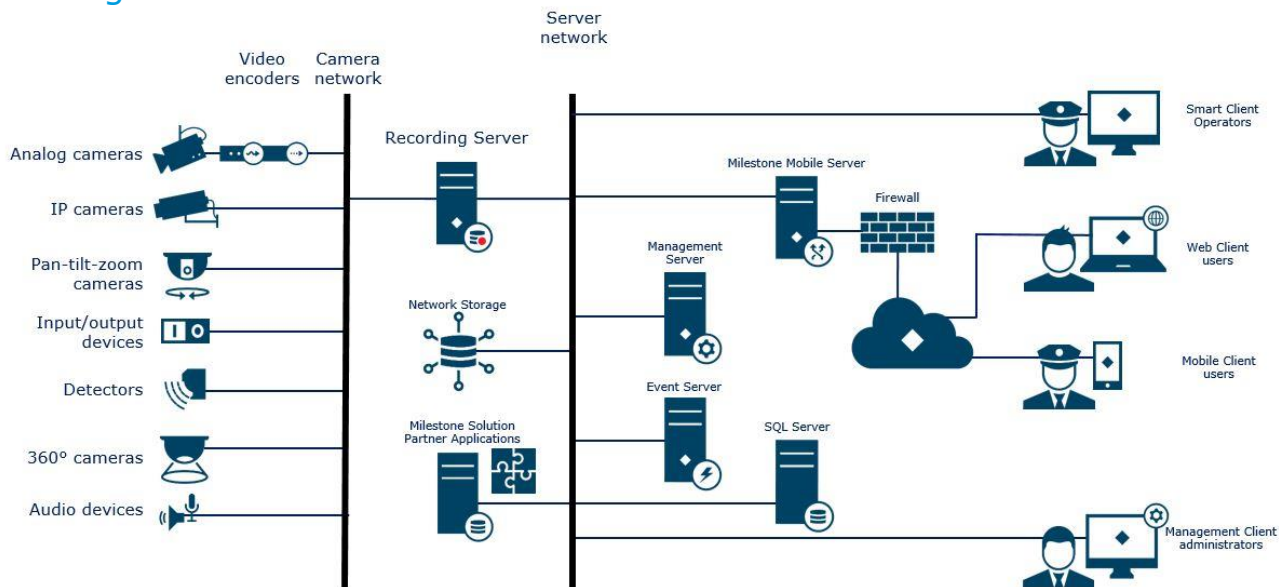 Server
network
Video
encoders
Camera
network
Recording Server
Smart Client
Operators
Analog cameras
Milestone Mobile Server
Firewall
IP cameras
Management
Server
Web Client
users
Pan-tilt-zoom
cameras
Network Storage
Input/output
devices
Mobile Client
users
Detectors
Event Server
Milestone Solution
Partner Applications
SQL Server
360° cameras
Audio devices
Management Client
administrators